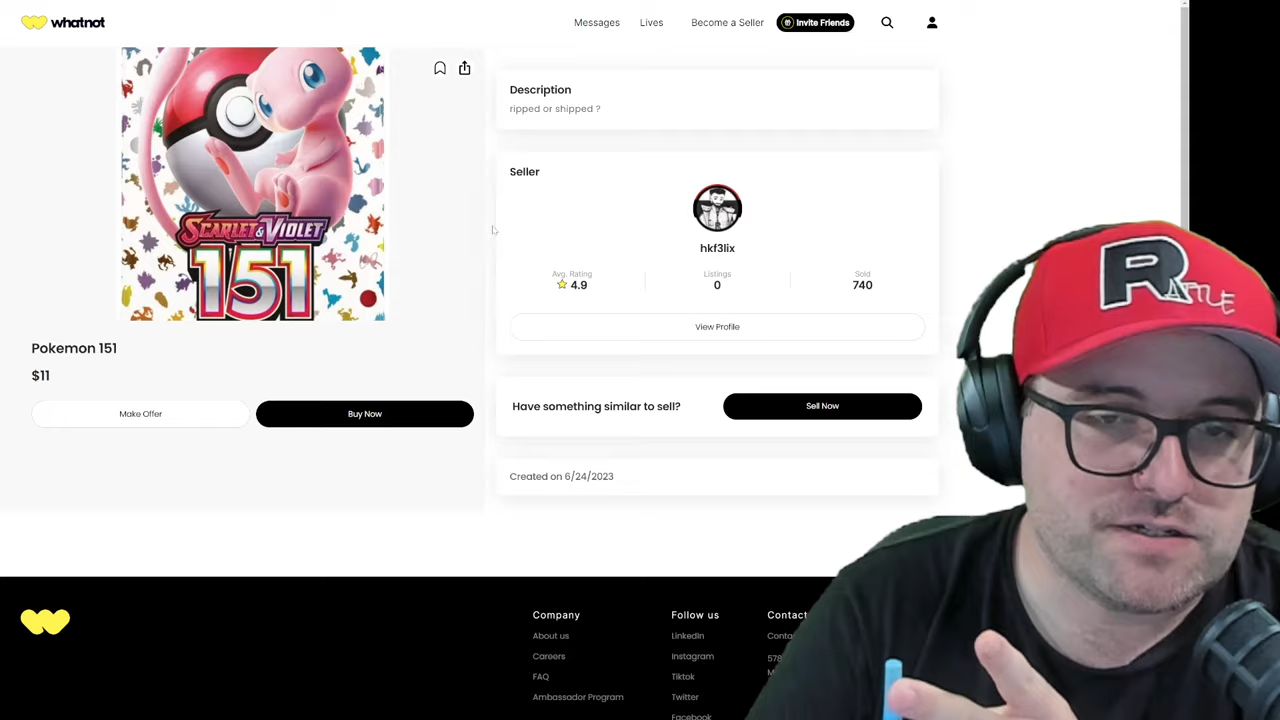 whatnot
Messages
Lives
Become a Seller
Invite Friends
SCARLET & VIOLET
151
Pokemon 151
$11
Make Offer
Buy Now
Description
ripped or shipped ?
Seller
hkf3lix
Avg. Rating
4.9
Listings
0
Sold
740
View Profile
Have something similar to sell?
Sell Now
Created on 6/24/2023
Company
About us
Careers
FAQ
Ambassador Program
Follow us
LinkedIn
Instagram
Tiktok
Twitter
Facebook
Contact
578
R